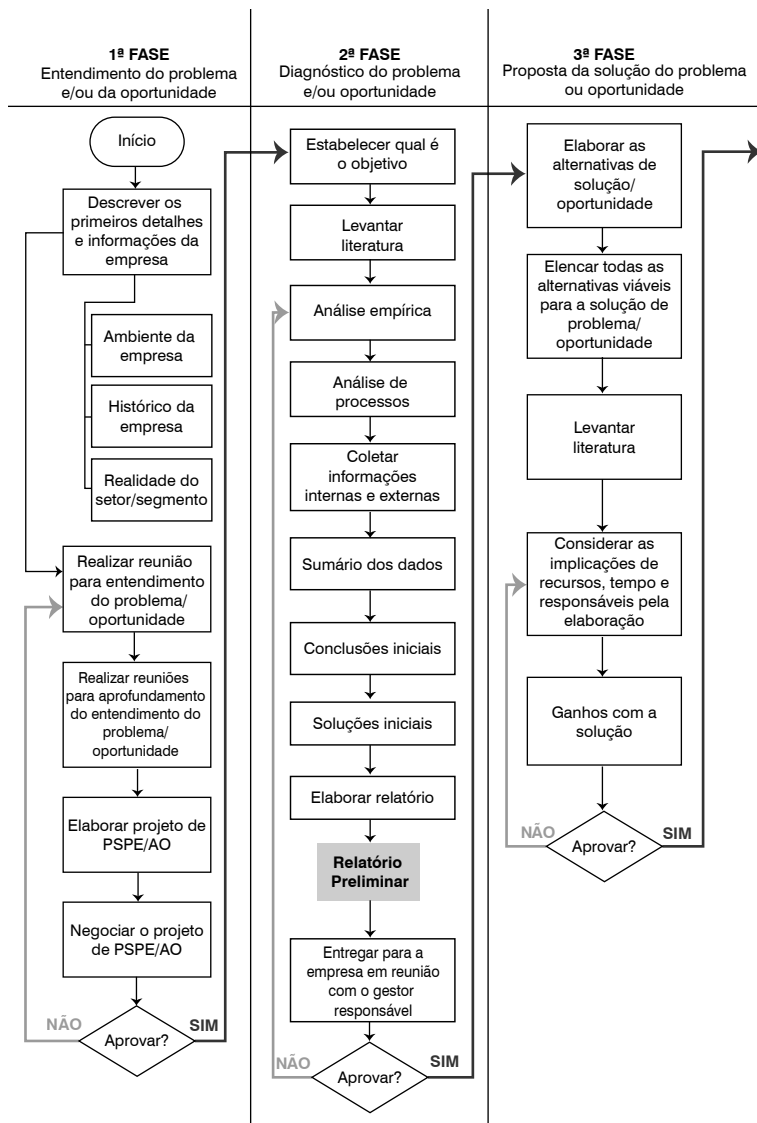 1ª FASE
Entendimento do problema
e/ou da oportunidade
Início
Descrever os
primeiros detalhes
e informações da
empresa
Ambiente da
empresa
Histórico da
empresa
Realidade do
setor/segmento
Realizar reunião
para entendimento
do problema/
oportunidade
Realizar reuniões
para aprofundamento
do entendimento do
problema/
oportunidade
Elaborar projeto de
PSPE/AO
Negociar o projeto
de PSPE/AO
NÃO
Aprovar?
SIM
2ª FASE
Diagnóstico do problema
e/ou oportunidade
Estabelecer qual é
o objetivo
Levantar
literatura
Análise empírica
Análise de
processos
Coletar
informações
internas e externas
Sumário dos dados
Conclusões iniciais
Soluções iniciais
Elaborar relatório
Relatório
Preliminar
Entregar para a
empresa em reunião
com o gestor
responsável
NÃO
Aprovar?
SIM
3ª FASE
Proposta da solução do problema
ou oportunidade
Elaborar as
alternativas de
solução/
oportunidade
Elencar todas as
alternativas viáveis
para a solução de
problema/
oportunidade
Levantar
literatura
Considerar as
implicações de
recursos, tempo e
responsáveis pela
elaboração
Ganhos com a
solução
NÃO
Aprovar?
SIM